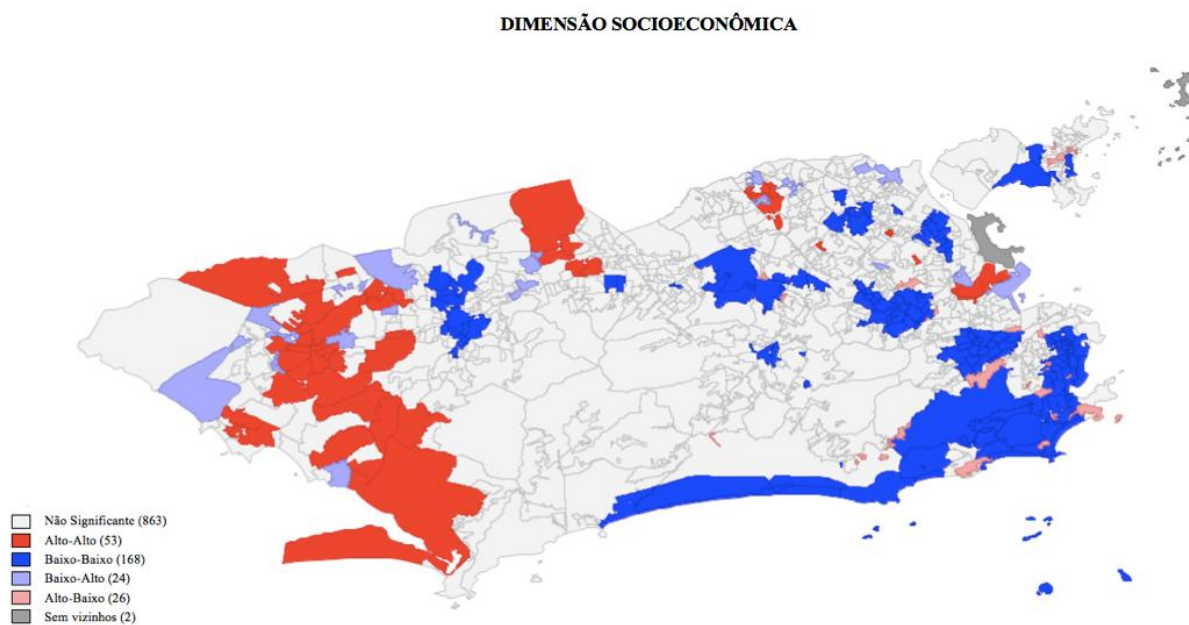 DIMENSÃO SOCIOECONÔMICA
Não Significante (863)
Alto-Alto (53)
Baixo-Baixo (168)
Baixo-Alto (24)
Alto-Baixo (26)
Sem vizinhos (2)